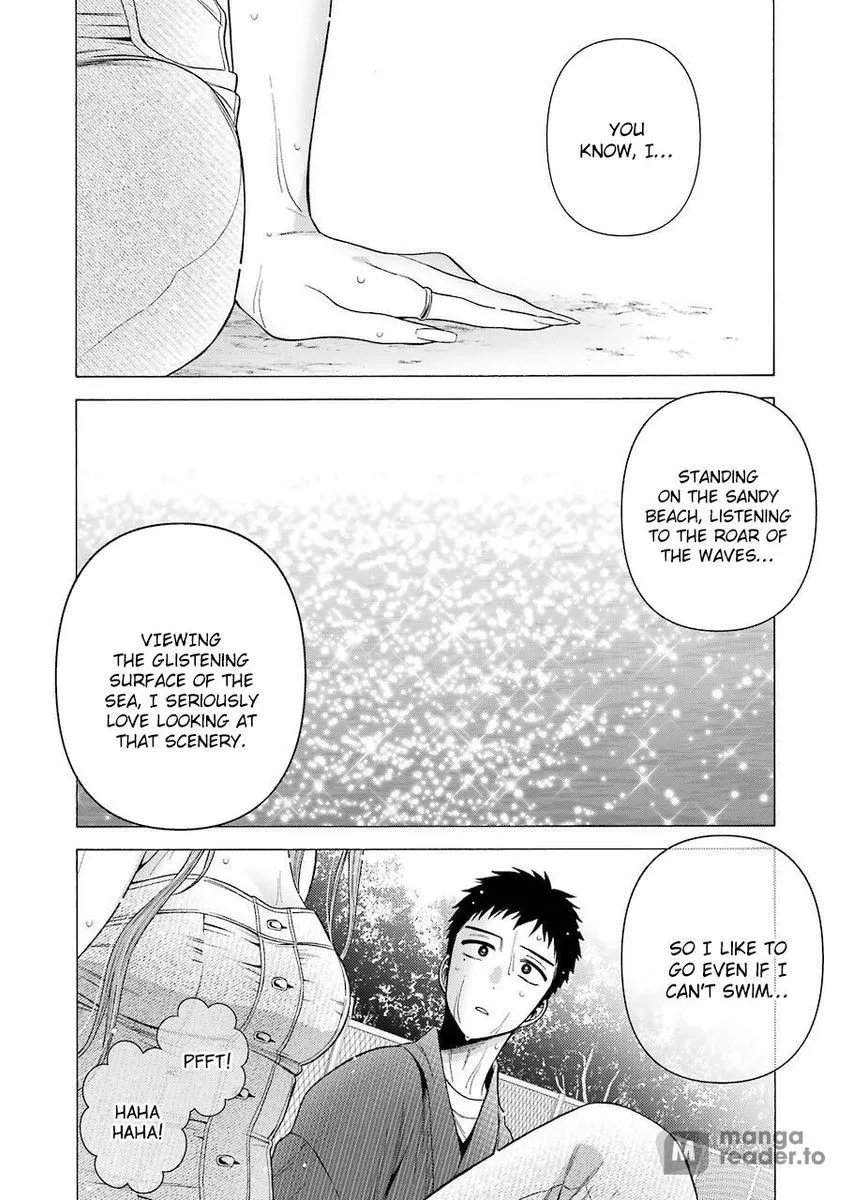 YOU
KNOW, I...
STANDING
ON THE SANDY
BEACH, LISTENING
TO THE ROAR OF
THE WAVES...
VIEWING
THE GLISTENING
SURFACE OF THE
SEA, I SERIOUSLY
LOVE LOOKING AT
THAT SCENERY.
SO I LIKE TO
GO EVEN IF I
CAN'T SWIM...
PFFT!
HAHA
HAHA!
M manga
reader.to